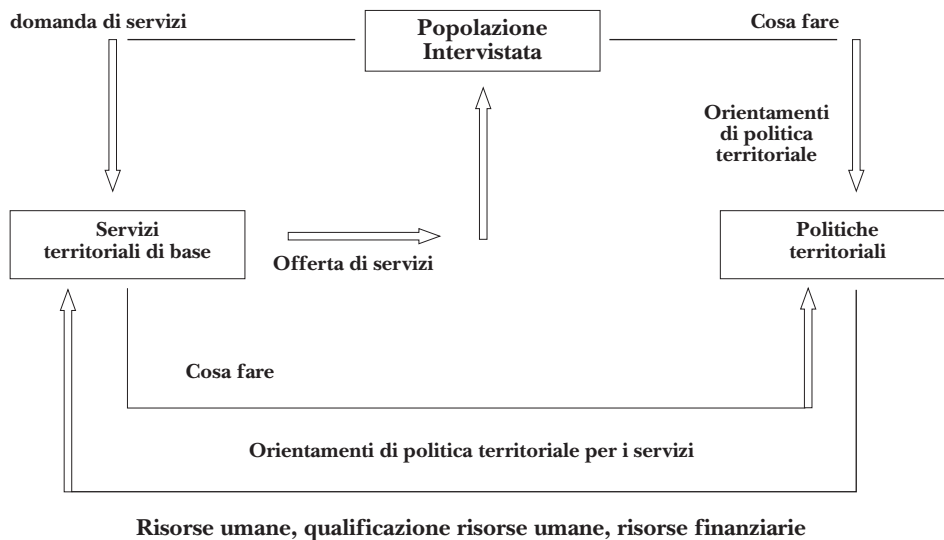 domanda di servizi
Popolazione
Intervistata
Cosa fare
Orientamenti
di politica
territoriale
Servizi
territoriali di base
Offerta di servizi
Politiche
territoriali
Cosa fare
Orientamenti di politica territoriale per i servizi
Risorse umane, qualificazione risorse umane, risorse finanziarie